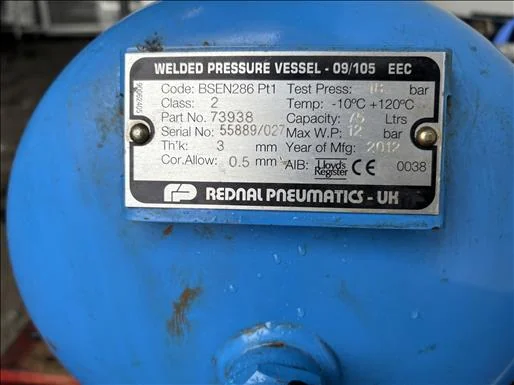 WELDED PRESSURE VESSEL - 09/105 EEC
Code: BSEN286 Pt1 Test Press: bar
Class: 2 Temp: -10°C +120°C
Part No. 73938 Capacity: 75 Ltrs
Serial No: 55889/027 Max W.P: 12 bar
Th'k: 3 mm Year of Mfg: 2012
Cor.Allow: 0.5 mm AIB: Lloyd's Register CE 0038
REDNAL PNEUMATICS - UK